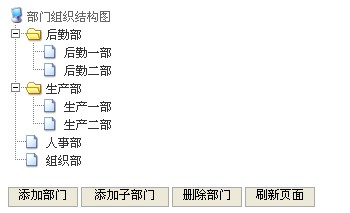 部门组织结构图
后勤部
后勤一部
后勤二部
生产部
生产一部
生产二部
人事部
组织部
添加部门 添加子部门 删除部门 刷新页面